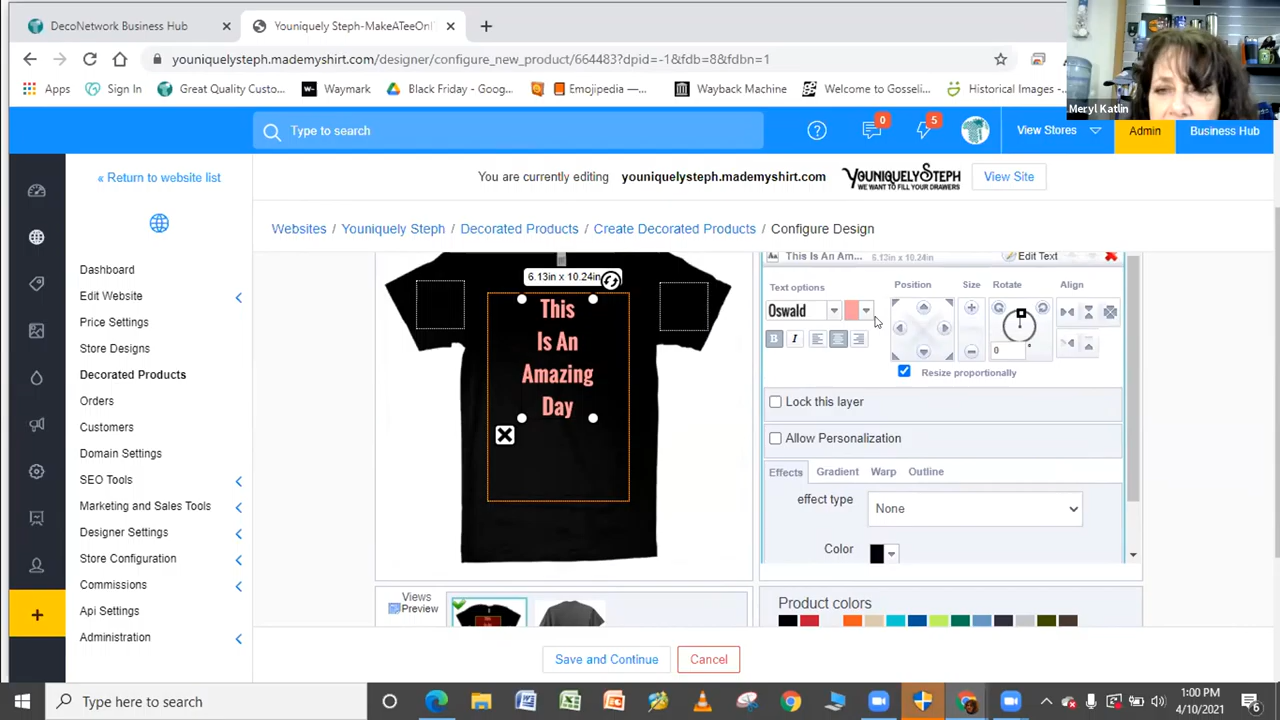 DecoNetwork Business Hub
Youniquely Steph-MakeATeeOnl
youniquelysteph.mademyshirt.com/designer/configure_new_product/664483?dpid=-1&fdb=8&fdbn=1
Apps
Sign In
Great Quality Custo...
Waymark
Black Friday - Goog...
Emojipedia —...
Wayback Machine
Welcome to Gosseli...
Historical Images -...
Meryl Katlin
Type to search
0
5
View Stores
Admin
Business Hub
« Return to website list
You are currently editing youniquelysteph.mademyshirt.com
YOUNIQUELY STEPH
WE WANT TO FILL YOUR DRAWERS
View Site
Websites / Youniquely Steph / Decorated Products / Create Decorated Products / Configure Design
Dashboard
Edit Website
Price Settings
Store Designs
Decorated Products
Orders
Customers
Domain Settings
SEO Tools
Marketing and Sales Tools
Designer Settings
Store Configuration
Commissions
Api Settings
Administration
6.13in x 10.24in
This
Is An
Amazing
Day
This Is An Am... 6.13in x 10.24in
Edit Text
Text options
Position
Size
Rotate
Align
Oswald
B
I
0
°
Resize proportionally
Lock this layer
Allow Personalization
Effects
Gradient
Warp
Outline
effect type
None
Color
Views
Preview
Product colors
Save and Continue
Cancel
Type here to search
1:00 PM
4/10/2021
6